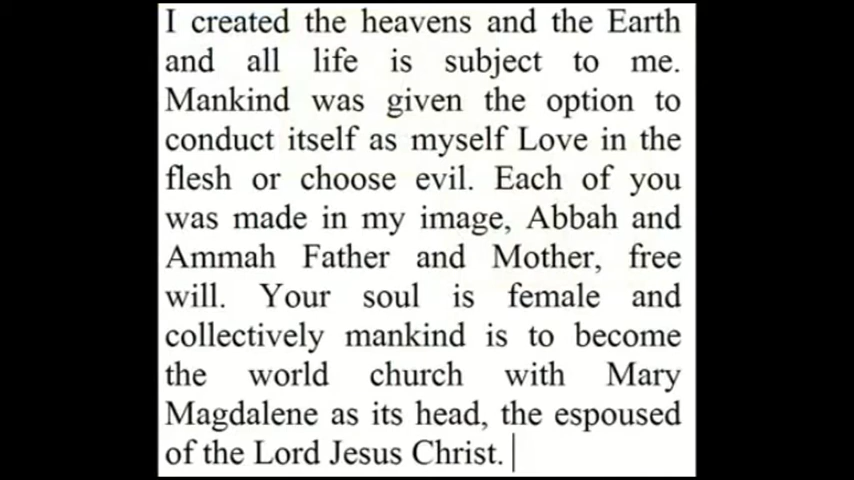 I created the heavens and the Earth
and all life is subject to me.
Mankind was given the option to
conduct itself as myself Love in the
flesh or choose evil. Each of you
was made in my image, Abbah and
Ammah Father and Mother, free
will. Your soul is female and
collectively mankind is to become
the world church with Mary
Magdalene as its head, the espoused
of the Lord Jesus Christ.